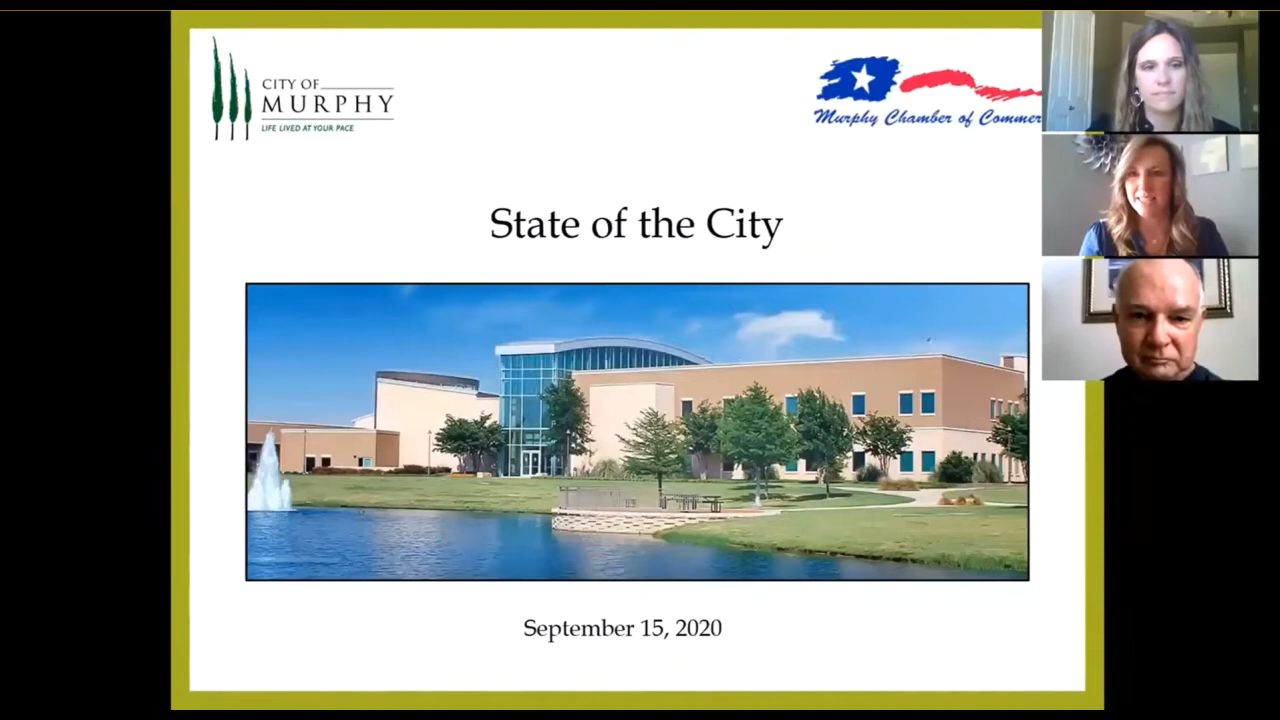 CITY OF
MURPHY
LIFE LIVED AT YOUR PACE
Murphy Chamber of Commer
State of the City
September 15, 2020